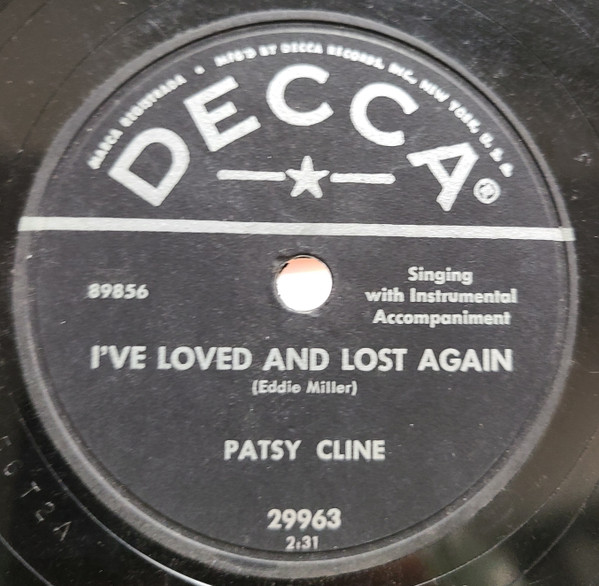 MARCA REGISTRADA • MFG'D BY DECCA RECORDS, INC., NEW YORK, U.S.A.
DECCA®
89856
Singing
with Instrumental
Accompaniment
I'VE LOVED AND LOST AGAIN
(Eddie Miller)
PATSY CLINE
29963
2:31